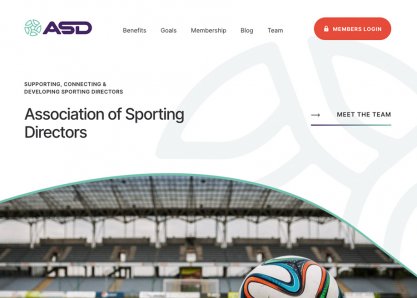 ASD
Benefits Goals Membership Blog Team
MEMBERS LOGIN
SUPPORTING, CONNECTING &
DEVELOPING SPORTING DIRECTORS
Association of Sporting
Directors
MEET THE TEAM